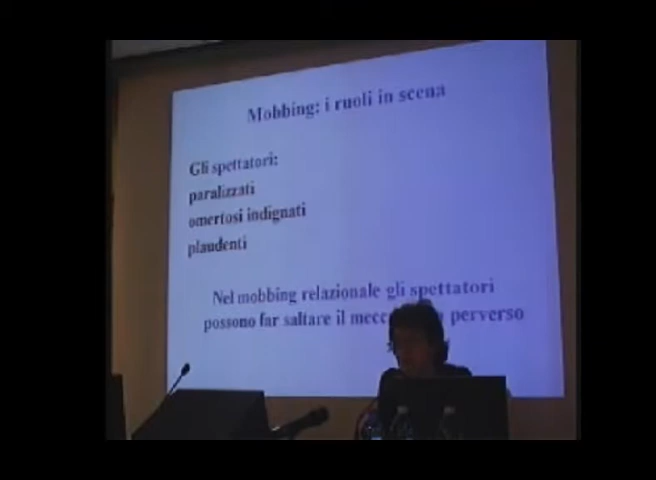 Mobbing: i ruoli in scena
Gli spettatori:
paralizzati
omertosi indignati
plaudenti
Nel mobbing relazionale gli spettatori
possono far saltare il perverso